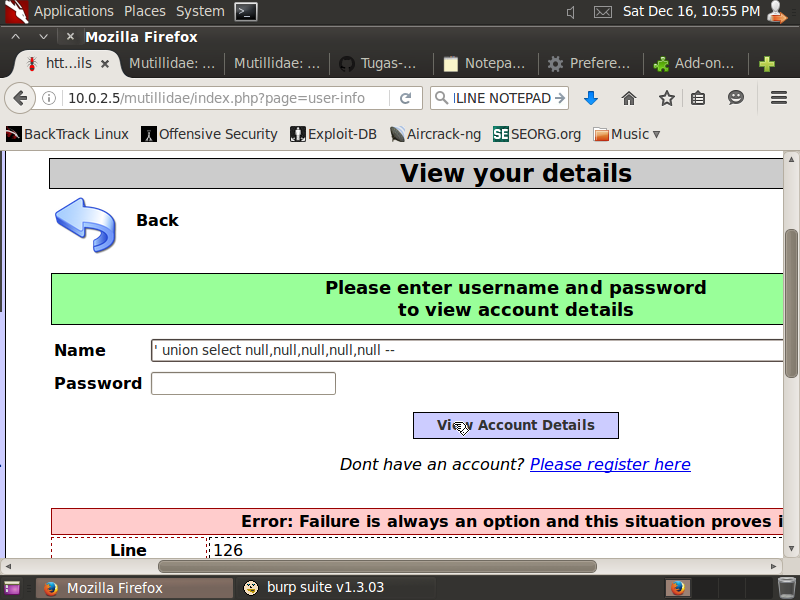 Applications Places System Sat Dec 16, 10:55 PM
Mozilla Firefox
htt...ils Mutillidae: ... Mutillidae: ... Tugas-... Notepa... Prefere... Add-on...
10.0.2.5/mutillidae/index.php?page=user-info ILINE NOTEPAD
BackTrack Linux Offensive Security Exploit-DB Aircrack-ng SEORG.org Music
View your details
Back
Please enter username and password
to view account details
Name ' union select null,null,null,null,null --
Password
View Account Details
Dont have an account? Please register here
Error: Failure is always an option and this situation proves i
Line 126
Mozilla Firefox burp suite v1.3.03